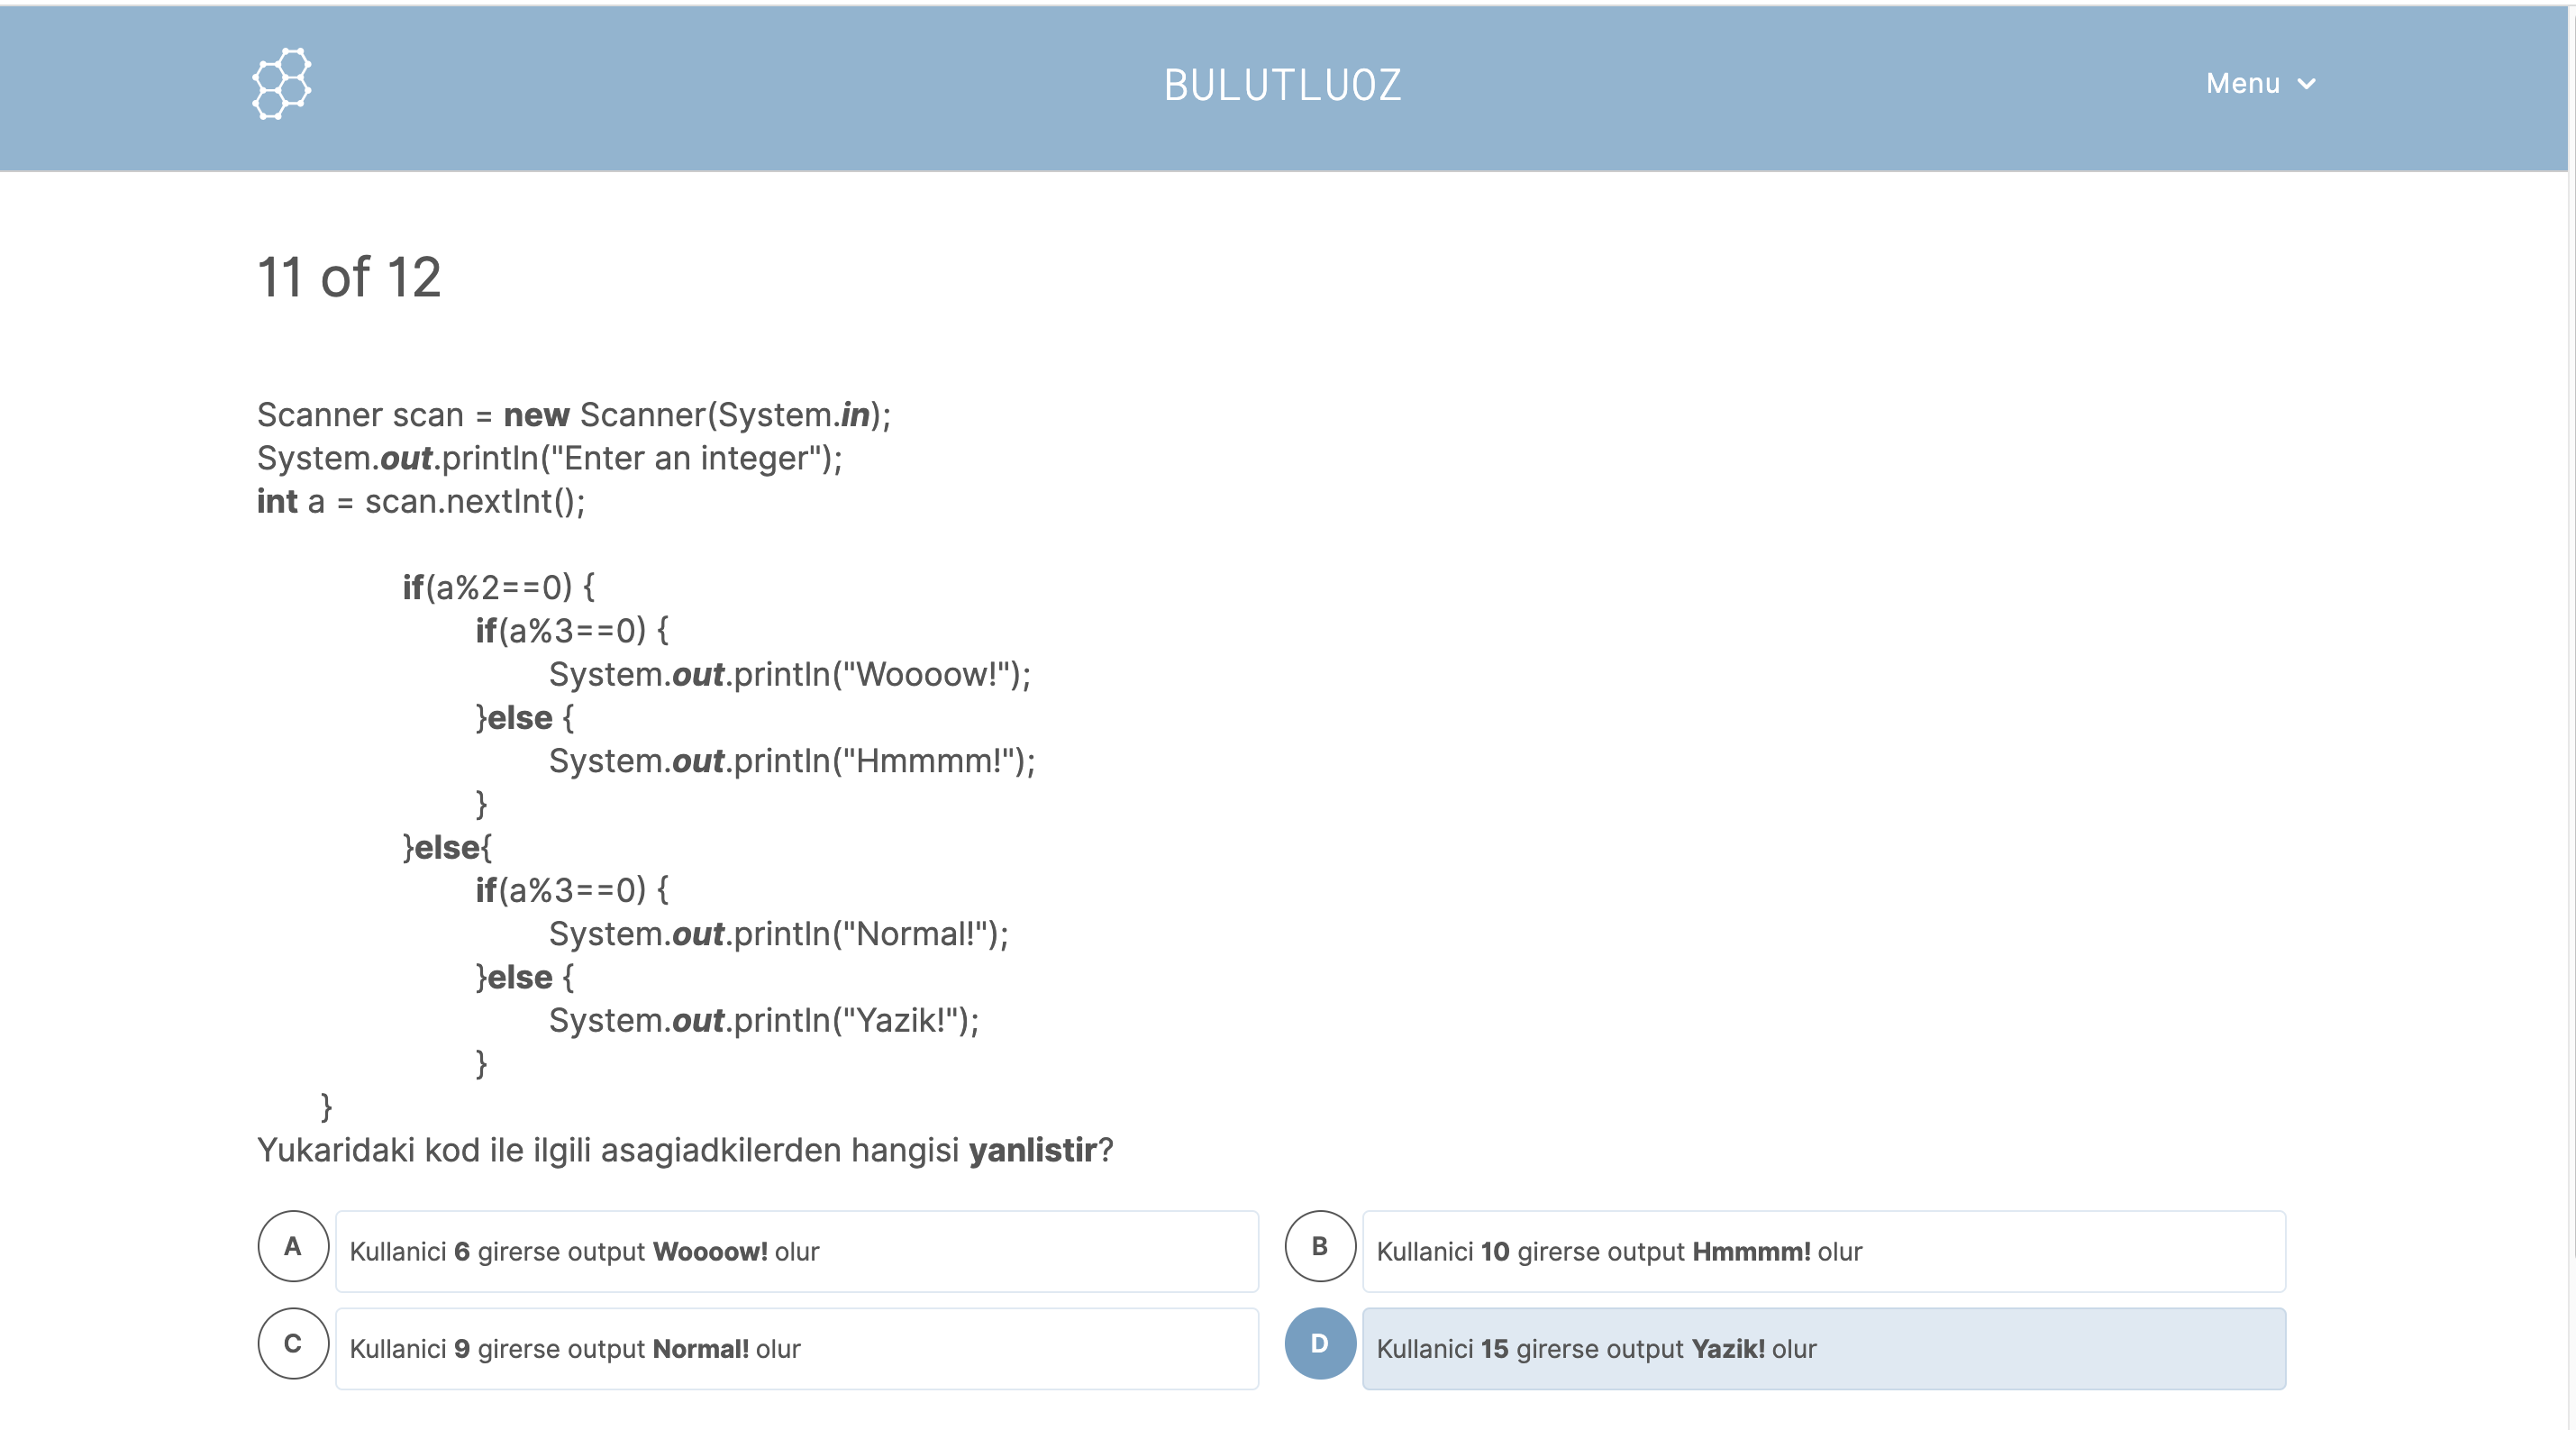 BULUTLUOZ
Menu
11 of 12
Scanner scan = new Scanner(System.in);
System.out.println("Enter an integer");
int a = scan.nextInt();
if(a%2==0) {
if(a%3==0) {
System.out.println("Woooow!");
}else {
System.out.println("Hmmmm!");
}
}else{
if(a%3==0) {
System.out.println("Normal!");
}else {
System.out.println("Yazik!");
}
}
Yukaridaki kod ile ilgili asagiadkilerden hangisi yanlistir?
A Kullanici 6 girerse output Woooow! olur
B Kullanici 10 girerse output Hmmmm! olur
C Kullanici 9 girerse output Normal! olur
D Kullanici 15 girerse output Yazik! olur